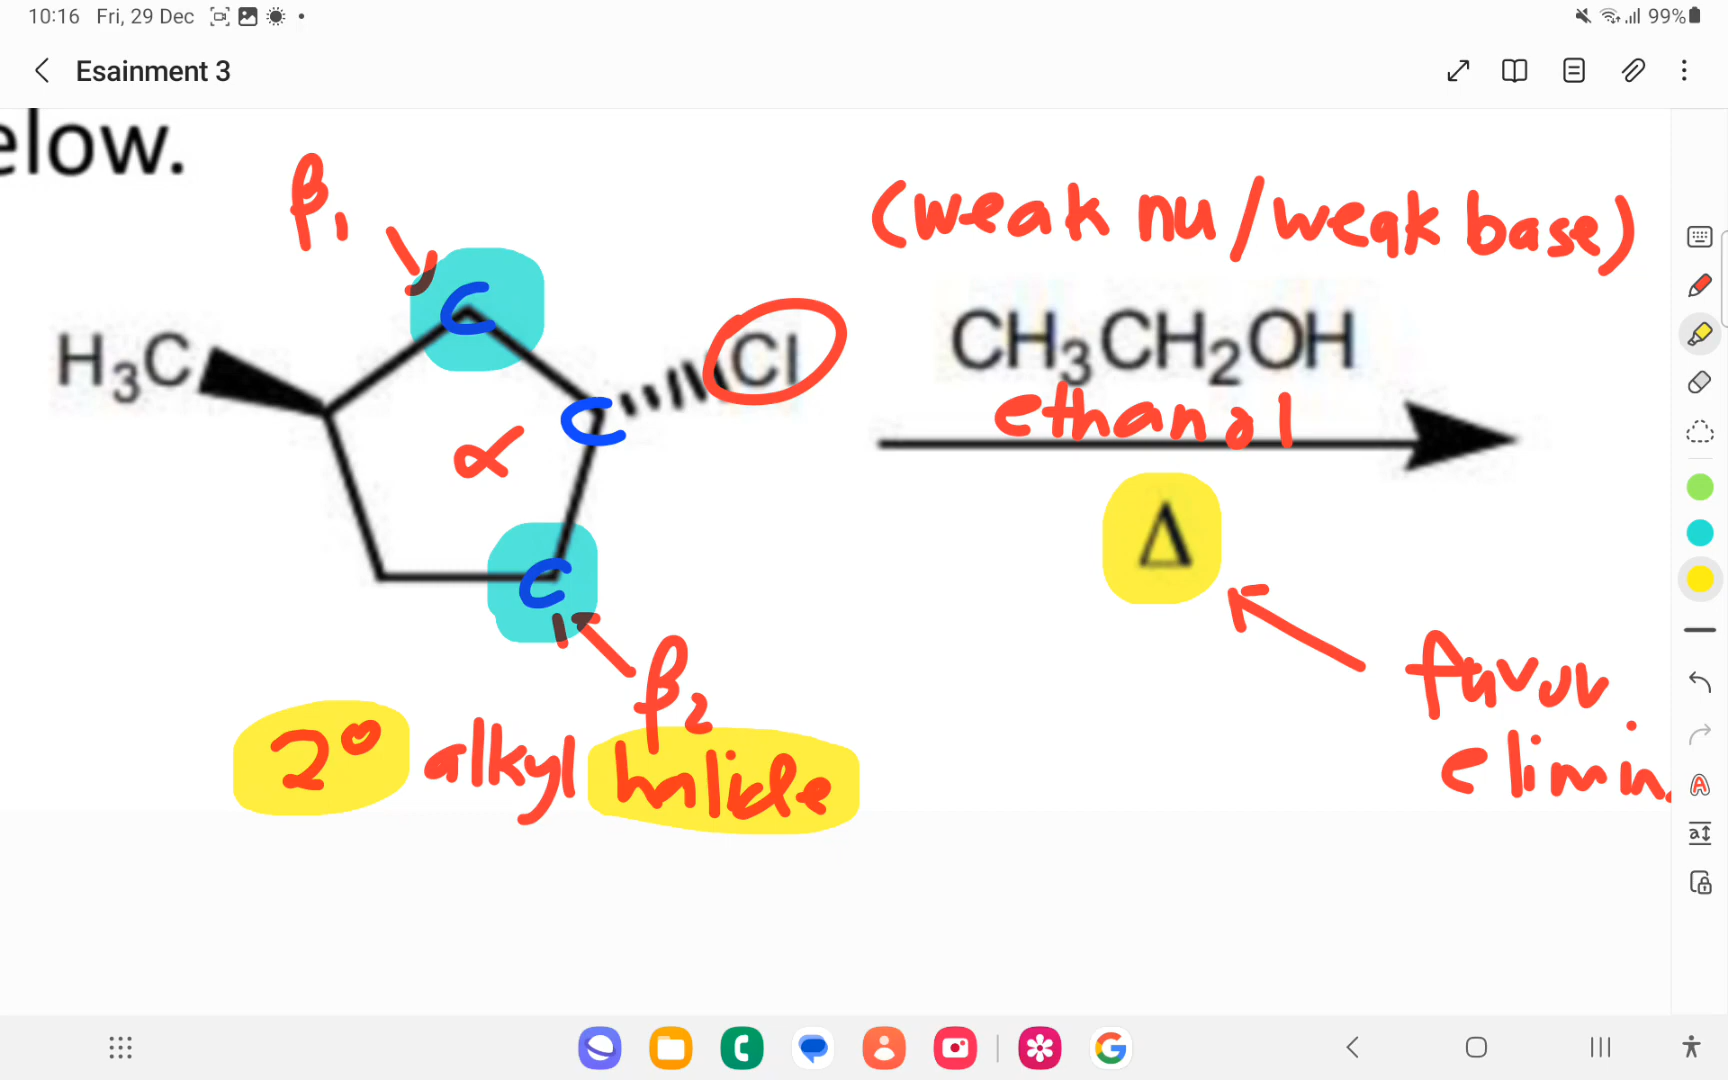 10:16 Fri, 29 Dec 99%
Esainment 3
elow.
β1
(weak nu/weak base)
H3C
C
Cl
CH3CH2OH
C
ethanol
α
Δ
C
β2
favor
elimin.
2° alkyl halide